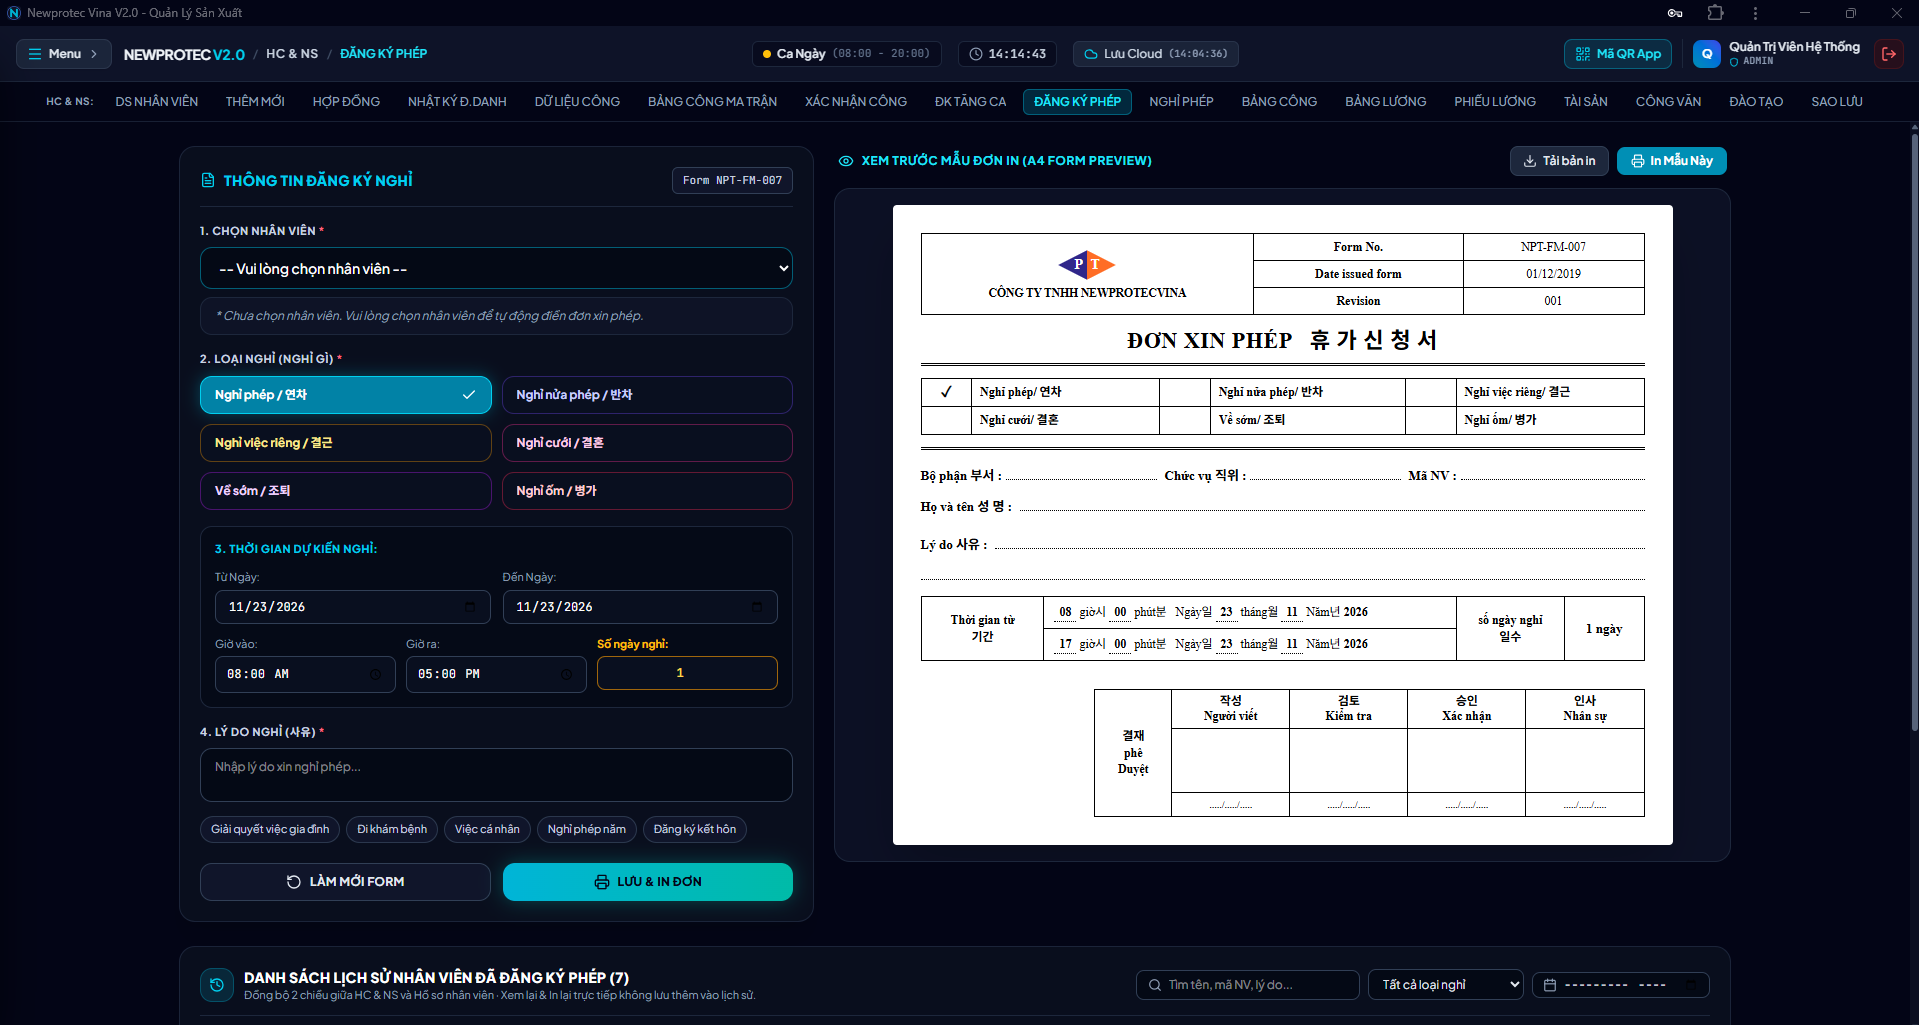 Newprotec Vina V2.0 - Quản Lý Sản Xuất
Menu
NEWPROTEC V2.0 / HC & NS / ĐĂNG KÝ PHÉP
Ca Ngày (08:00 - 20:00)
14:14:43
Lưu Cloud (14:04:36)
Mã QR App
Q
Quản Trị Viên Hệ Thống
ADMIN
HC & NS: DS NHÂN VIÊN THÊM MỚI HỢP ĐỒNG NHẬT KÝ Đ.DANH DỮ LIỆU CÔNG BẢNG CÔNG MA TRẬN XÁC NHẬN CÔNG ĐK TĂNG CA ĐĂNG KÝ PHÉP NGHỈ PHÉP BẢNG CÔNG BẢNG LƯƠNG PHIẾU LƯƠNG TÀI SẢN CÔNG VĂN ĐÀO TẠO SAO LƯU
THÔNG TIN ĐĂNG KÝ NGHỈ
Form NPT-FM-007
1. CHỌN NHÂN VIÊN *
-- Vui lòng chọn nhân viên --
* Chưa chọn nhân viên. Vui lòng chọn nhân viên để tự động điền đơn xin phép.
2. LOẠI NGHỈ (NGHỈ GÌ) *
Nghỉ phép / 연차
Nghỉ nửa phép / 반차
Nghỉ việc riêng / 결근
Nghỉ cưới / 결혼
Về sớm / 조퇴
Nghỉ ốm / 병가
3. THỜI GIAN DỰ KIẾN NGHỈ:
Từ Ngày: Đến Ngày:
11/23/2026 11/23/2026
Giờ vào: Giờ ra: Số ngày nghỉ:
08:00 AM 05:00 PM 1
4. LÝ DO NGHỈ (사유) *
Nhập lý do xin nghỉ phép...
Giải quyết việc gia đình Đi khám bệnh Việc cá nhân Nghỉ phép năm Đăng ký kết hôn
LÀM MỚI FORM
LƯU & IN ĐƠN
XEM TRƯỚC MẪU ĐƠN IN (A4 FORM PREVIEW)
Tải bản in
In Mẫu Này
P T
CÔNG TY TNHH NEWPROTECVINA
Form No. NPT-FM-007
Date issued form 01/12/2019
Revision 001
ĐƠN XIN PHÉP 휴 가 신 청 서
✓ Nghỉ phép/ 연차 Nghỉ nửa phép/ 반차 Nghỉ việc riêng/ 결근
Nghỉ cưới/ 결혼 Về sớm/ 조퇴 Nghỉ ốm/ 병가
Bộ phận 부서 : Chức vụ 직위 : Mã NV :
Họ và tên 성 명 :
Lý do 사유 :
Thời gian từ
기간
08 giờ시 00 phút분 Ngày일 23 tháng월 11 Năm년 2026
17 giờ시 00 phút분 Ngày일 23 tháng월 11 Năm년 2026
số ngày nghỉ
일수
1 ngày
결재
phê
Duyệt
작성 검토 승인 인사
Người viết Kiểm tra Xác nhận Nhân sự
...../...../..... ...../...../..... ...../...../..... ...../...../.....
DANH SÁCH LỊCH SỬ NHÂN VIÊN ĐÃ ĐĂNG KÝ PHÉP (7)
Đồng bộ 2 chiều giữa HC & NS và Hồ sơ nhân viên · Xem lại & In lại trực tiếp không lưu thêm vào lịch sử.
Tìm tên, mã NV, lý do...
Tất cả loại nghỉ
--------- ----